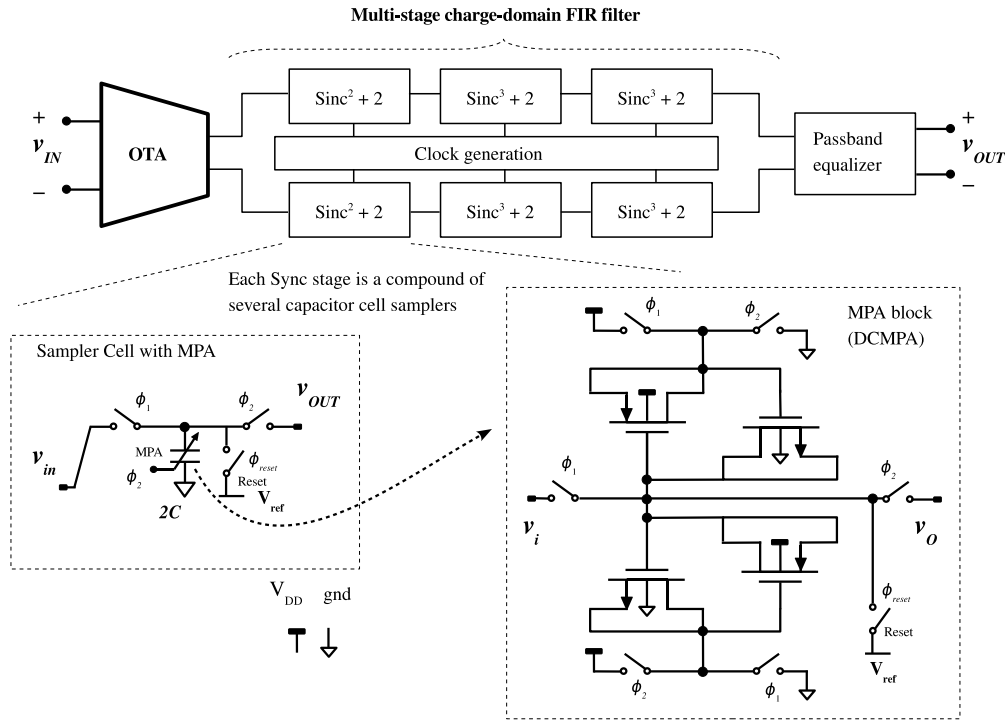 Multi-stage charge-domain FIR filter
Sinc² + 2
Sinc³ + 2
Sinc³ + 2
+
v_IN
−
OTA
Clock generation
Passband
equalizer
+
v_OUT
−
Sinc² + 2
Sinc³ + 2
Sinc³ + 2
Each Sync stage is a compound of
several capacitor cell samplers
Sampler Cell with MPA
ϕ₁
ϕ₂
v_OUT
v_in
MPA
ϕ₂
2C
ϕ_reset
Reset
V_ref
V_DD
gnd
MPA block
(DCMPA)
ϕ₁
ϕ₂
ϕ₁
ϕ₂
v_i
v_O
ϕ_reset
Reset
V_ref
ϕ₂
ϕ₁